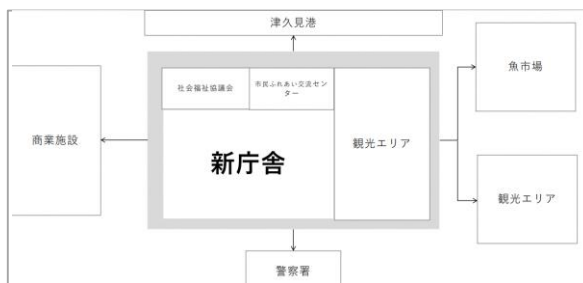 津久見港
魚市場
社会福祉協議会
市民ふれあい交流セン
ター
商業施設
新庁舎
観光エリア
観光エリア
警察署